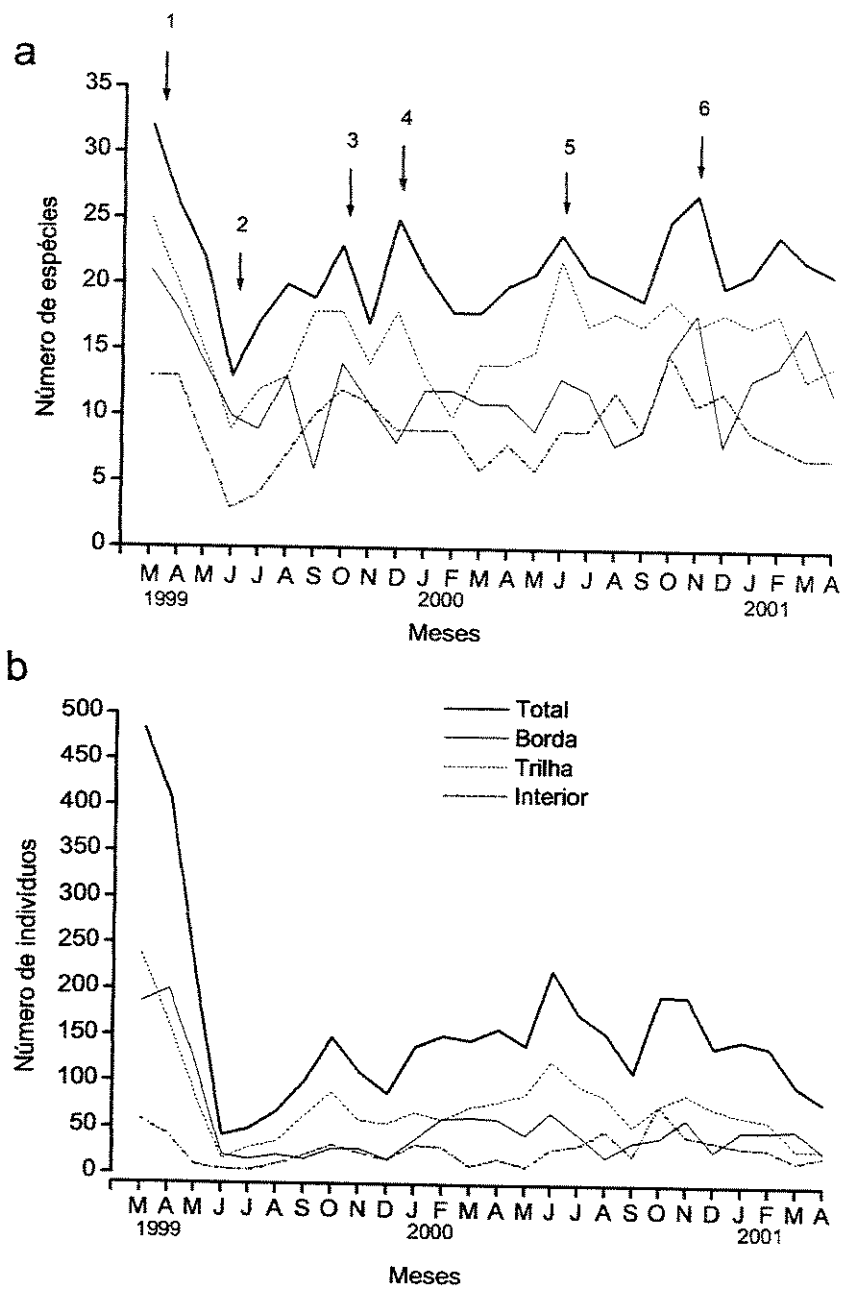 a
1
2
3
4
5
6
Número de espécies
35
30
25
20
15
10
5
0
M A M J J A S O N D J F M A M J J A S O N D J F M A
1999 2000 2001
Meses
b
Total
Borda
Trilha
Interior
Número de indivíduos
500
450
400
350
300
250
200
150
100
50
0
M A M J J A S O N D J F M A M J J A S O N D J F M A
1999 2000 2001
Meses